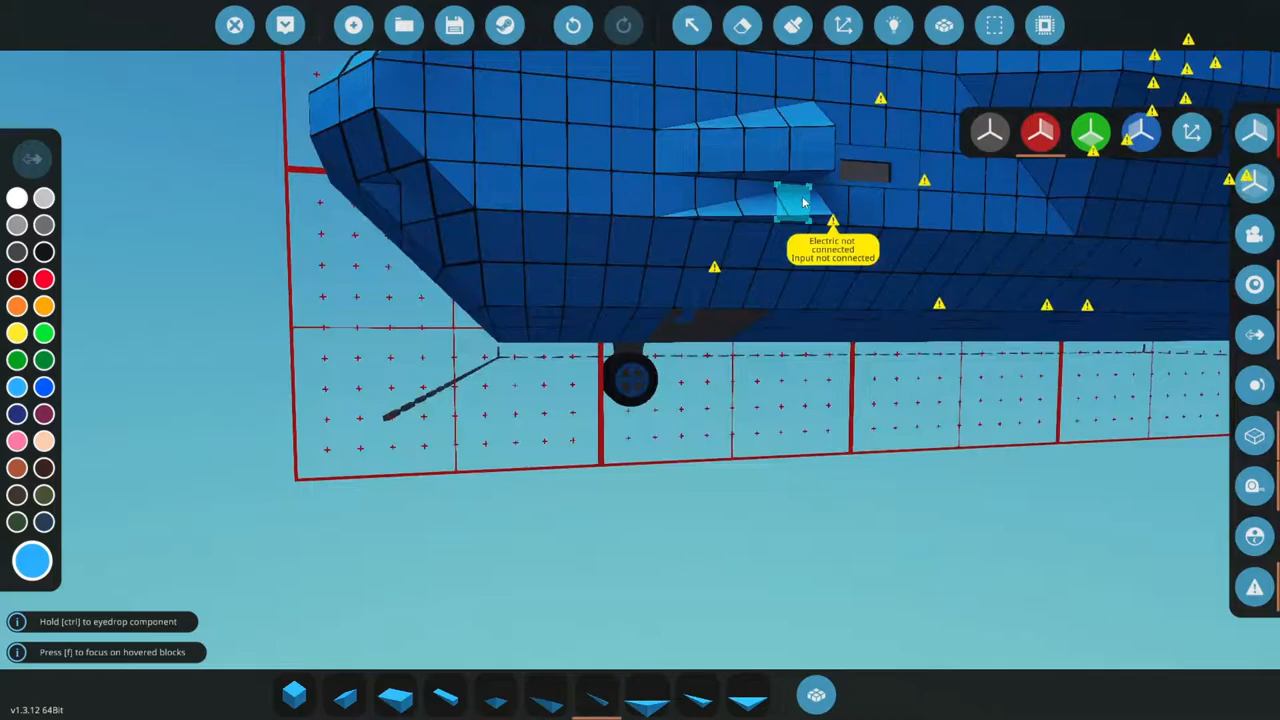 Electric not
connected
Input not connected
Hold [ctrl] to eyedrop component
Press [f] to focus on hovered blocks
v1.3.12 64Bit